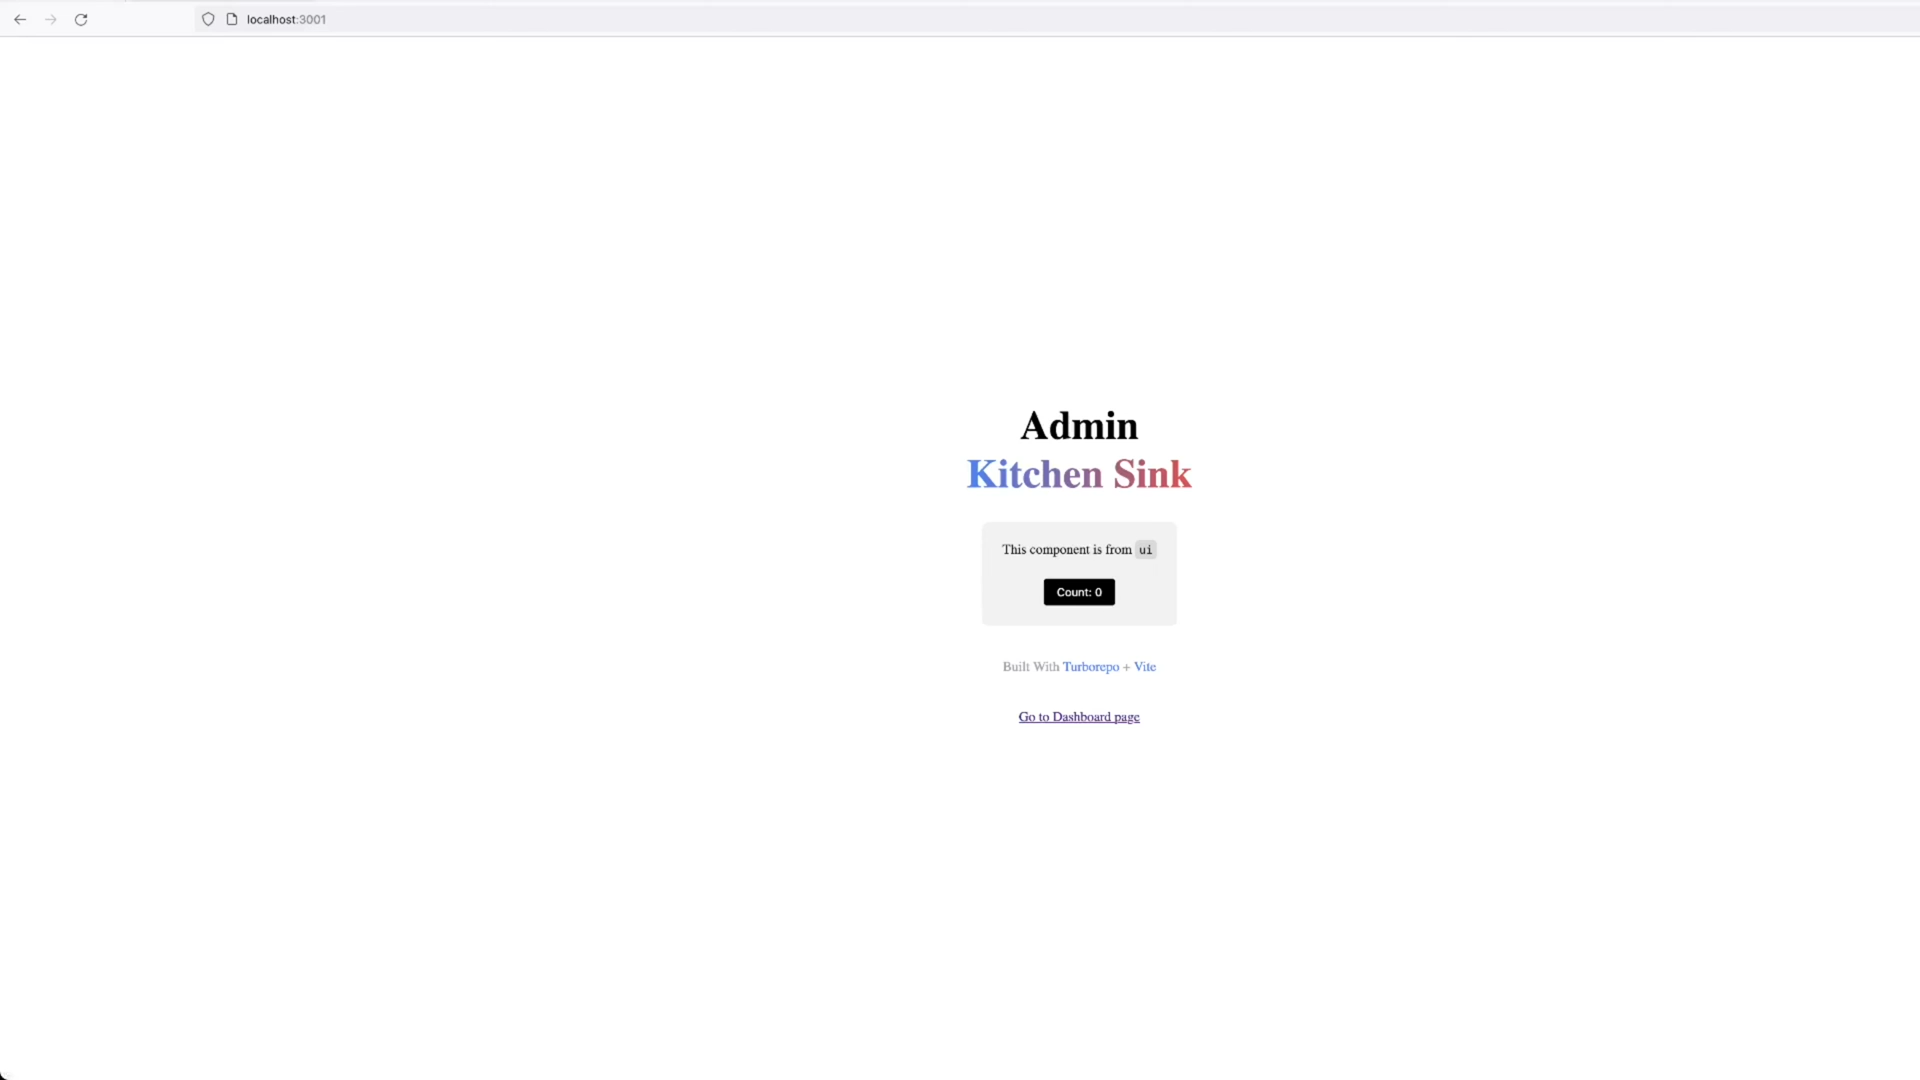 localhost:3001
Admin
Kitchen Sink
This component is from ui
Count: 0
Built With Turborepo + Vite
Go to Dashboard page